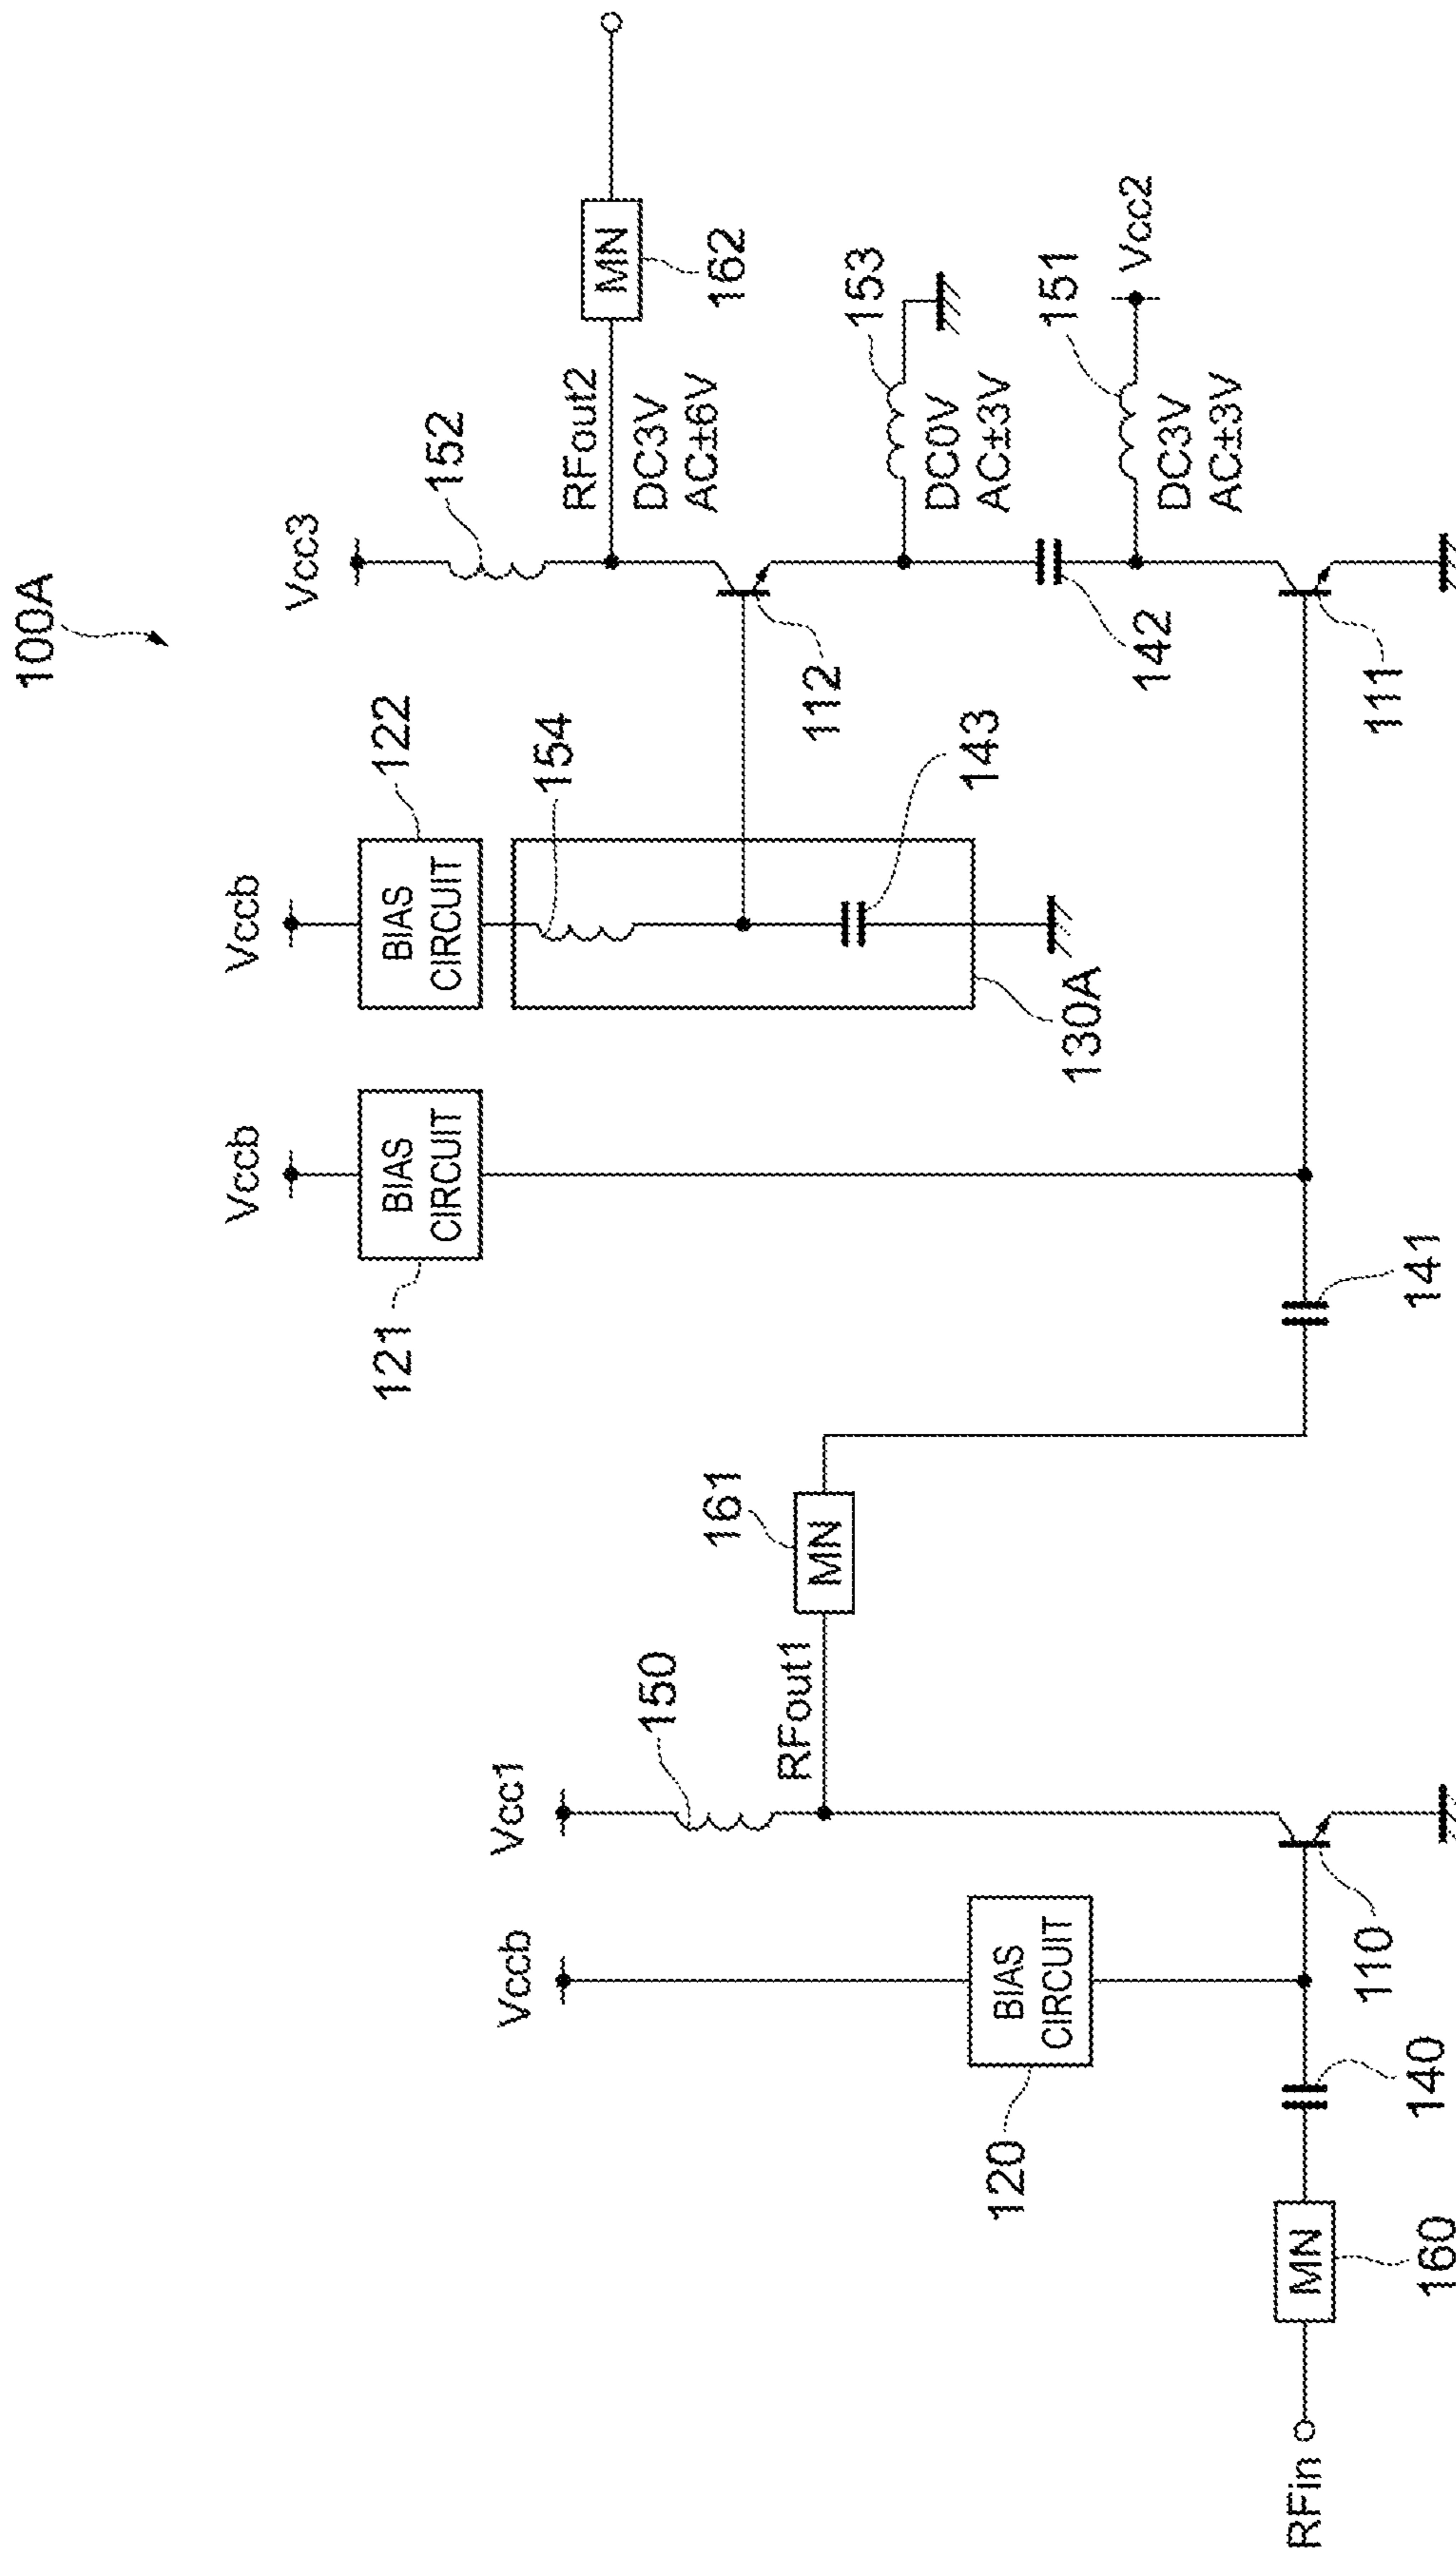 100A
Vcc3
152
RFout2
DC3V
AC±6V
MN
162
Vccb
BIAS
CIRCUIT
122
154
112
143
130A
DC0V
AC±3V
153
142
DC3V
AC±3V
151
Vcc2
111
Vccb
BIAS
CIRCUIT
121
141
Vcc1
150
RFout1
MN
161
Vccb
BIAS
CIRCUIT
120
110
140
MN
160
RFin